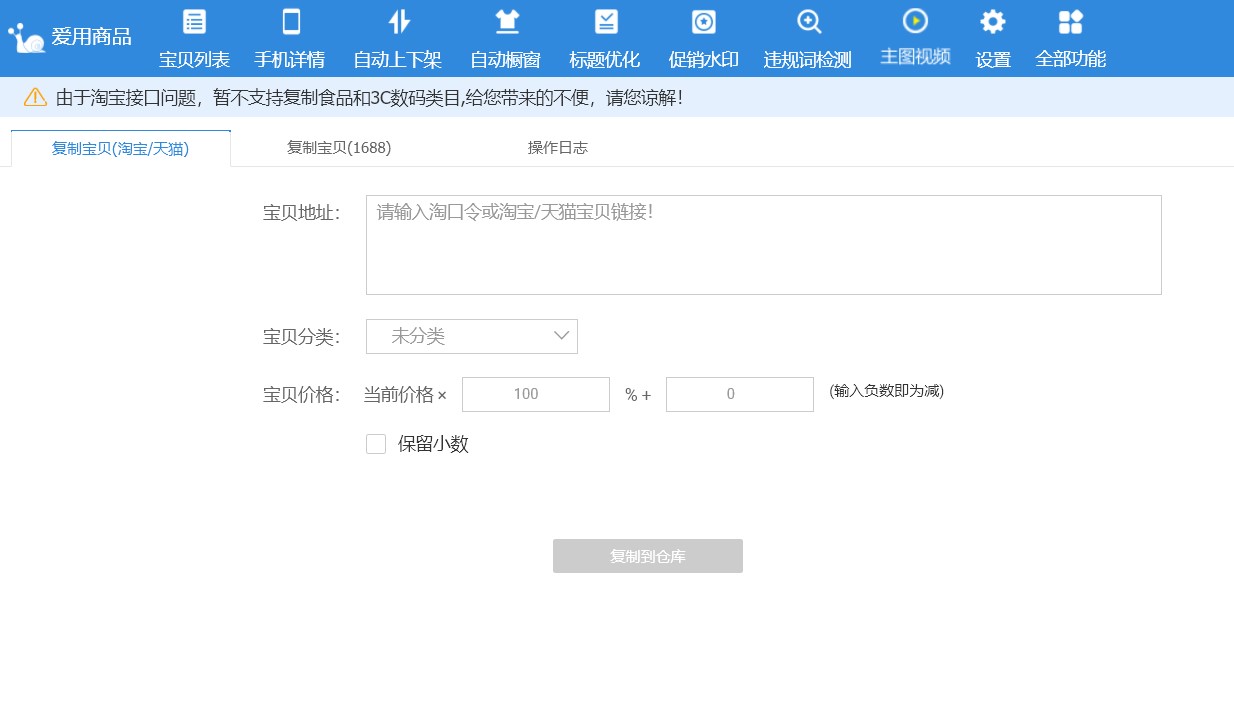 爱用商品
宝贝列表 手机详情 自动上下架 自动橱窗 标题优化 促销水印 违规词检测 主图视频 设置 全部功能
由于淘宝接口问题，暂不支持复制食品和3C数码类目,给您带来的不便，请您谅解！
复制宝贝(淘宝/天猫) 复制宝贝(1688) 操作日志
宝贝地址： 请输入淘口令或淘宝/天猫宝贝链接！
宝贝分类： 未分类
宝贝价格： 当前价格 × 100 % + 0 (输入负数即为减)
保留小数
复制到仓库